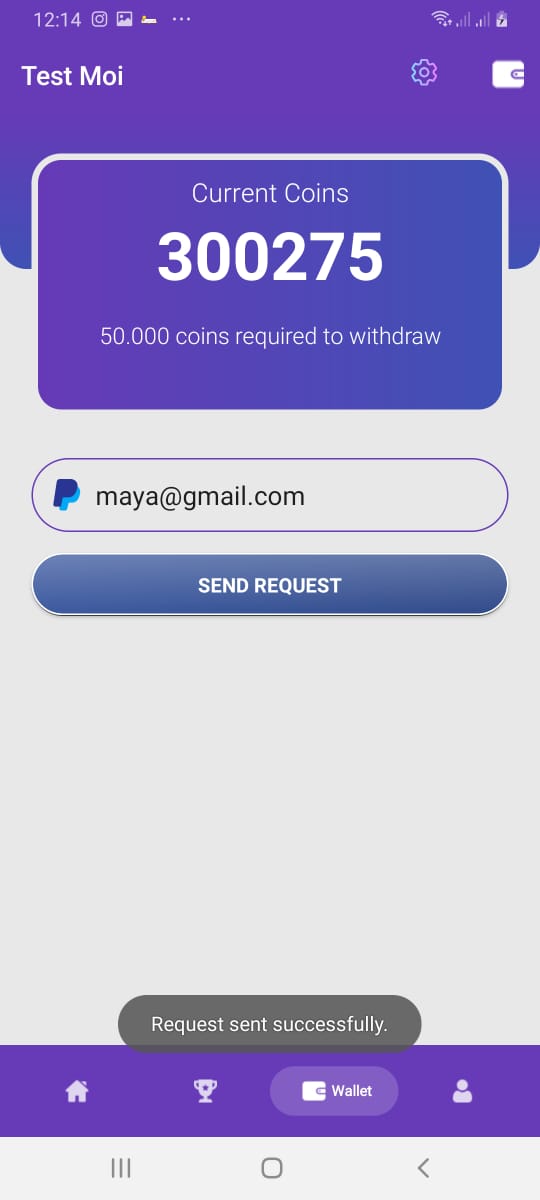 12:14
Test Moi
Current Coins
300275
50.000 coins required to withdraw
maya@gmail.com
SEND REQUEST
Request sent successfully.
Wallet